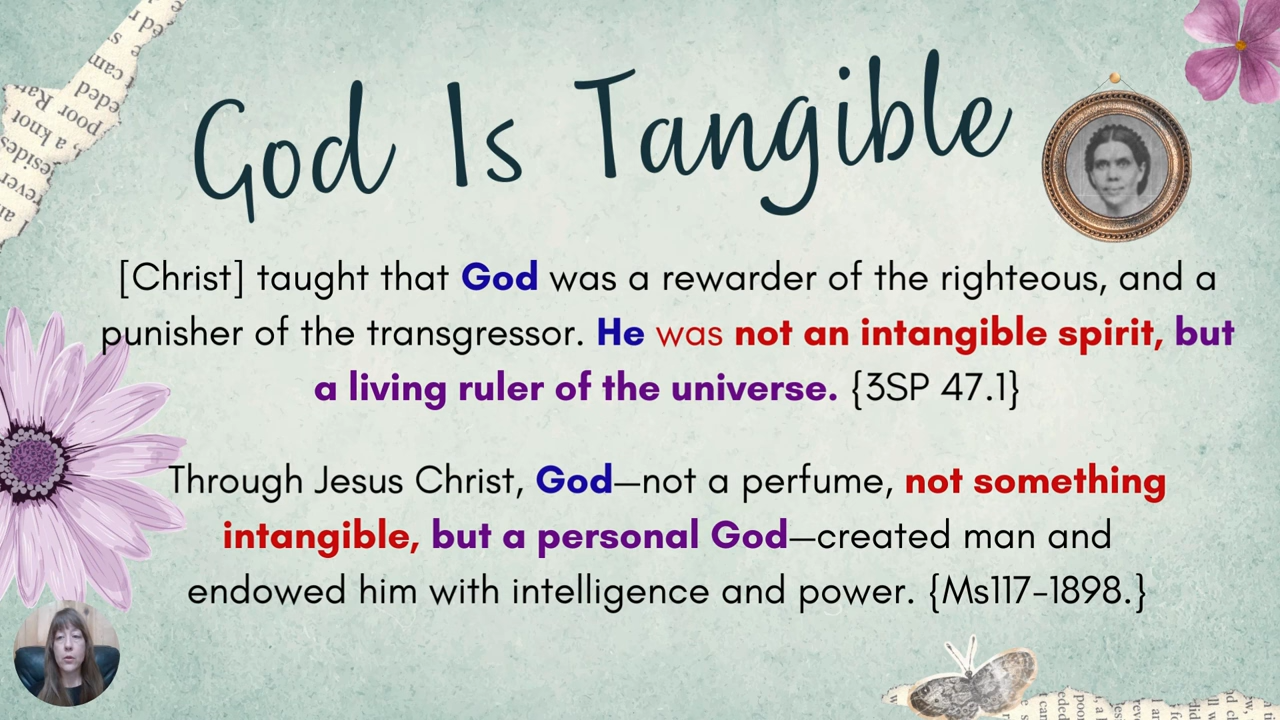 God Is Tangible
[Christ] taught that God was a rewarder of the righteous, and a
punisher of the transgressor. He was not an intangible spirit, but
a living ruler of the universe. {3SP 47.1}
Through Jesus Christ, God—not a perfume, not something
intangible, but a personal God—created man and
endowed him with intelligence and power. {Ms117-1898.}